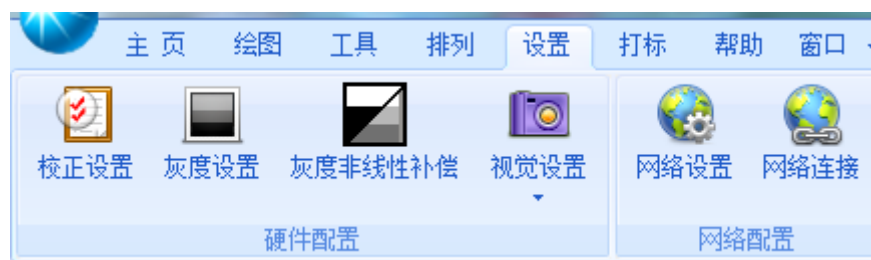 主 页 绘图 工具 排列 设置 打标 帮助 窗口
校正设置 灰度设置 灰度非线性补偿 视觉设置 网络设置 网络连接
硬件配置 网络配置